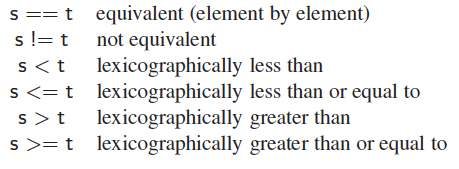 s == t equivalent (element by element)
s != t not equivalent
s < t lexicographically less than
s <= t lexicographically less than or equal to
s > t lexicographically greater than
s >= t lexicographically greater than or equal to